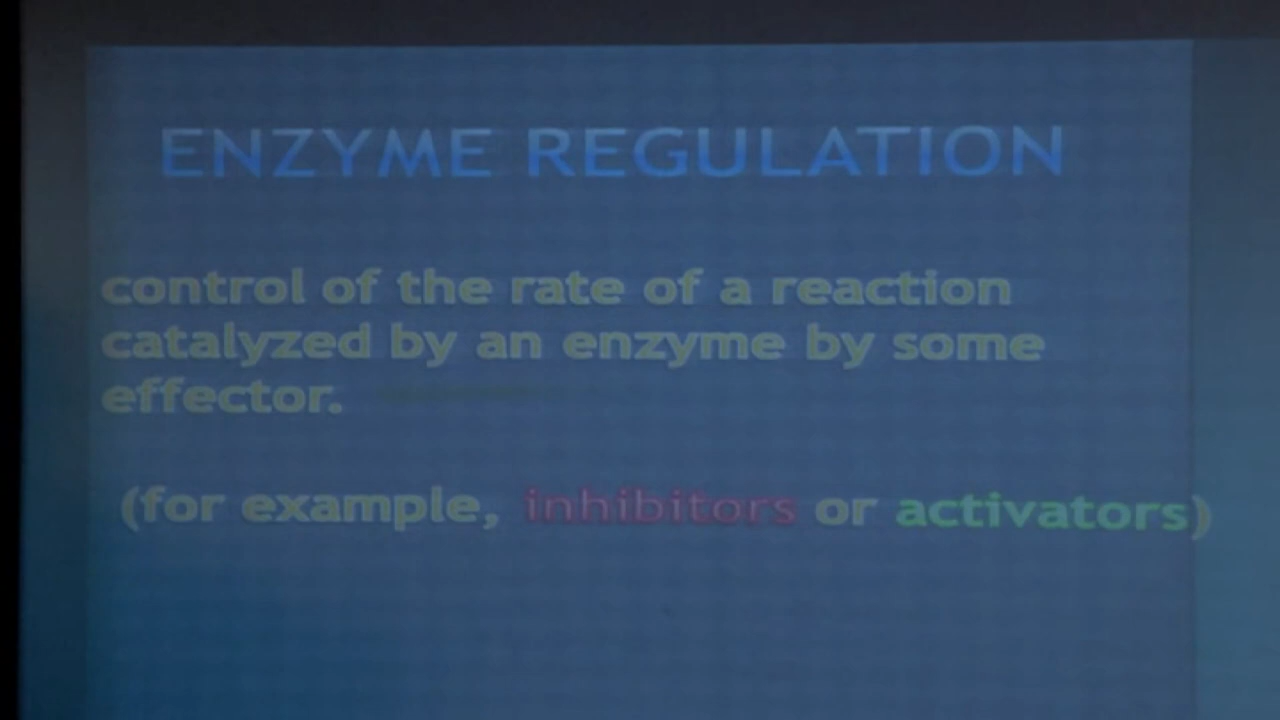 ENZYME REGULATION
control of the rate of a reaction
catalyzed by an enzyme by some
effector.
(for example, inhibitors or activators)